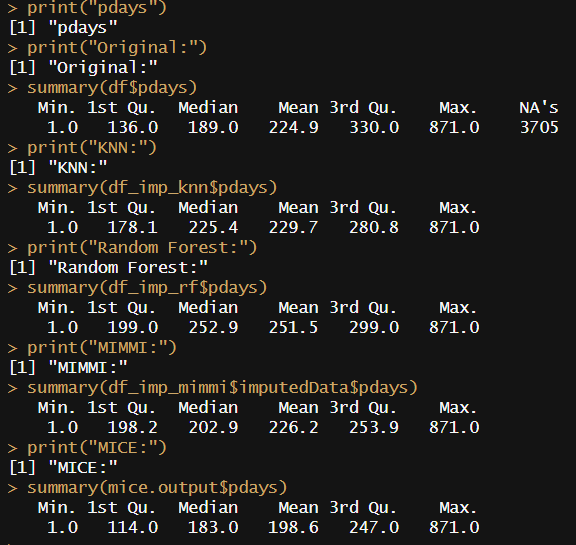 > print("pdays")
[1] "pdays"
> print("Original:")
[1] "Original:"
> summary(df$pdays)
   Min. 1st Qu.  Median    Mean 3rd Qu.    Max.    NA's
    1.0   136.0   189.0   224.9   330.0   871.0    3705
> print("KNN:")
[1] "KNN:"
> summary(df_imp_knn$pdays)
   Min. 1st Qu.  Median    Mean 3rd Qu.    Max.
    1.0   178.1   225.4   229.7   280.8   871.0
> print("Random Forest:")
[1] "Random Forest:"
> summary(df_imp_rf$pdays)
   Min. 1st Qu.  Median    Mean 3rd Qu.    Max.
    1.0   199.0   252.9   251.5   299.0   871.0
> print("MIMMI:")
[1] "MIMMI:"
> summary(df_imp_mimmi$imputedData$pdays)
   Min. 1st Qu.  Median    Mean 3rd Qu.    Max.
    1.0   198.2   202.9   226.2   253.9   871.0
> print("MICE:")
[1] "MICE:"
> summary(mice.output$pdays)
   Min. 1st Qu.  Median    Mean 3rd Qu.    Max.
    1.0   114.0   183.0   198.6   247.0   871.0